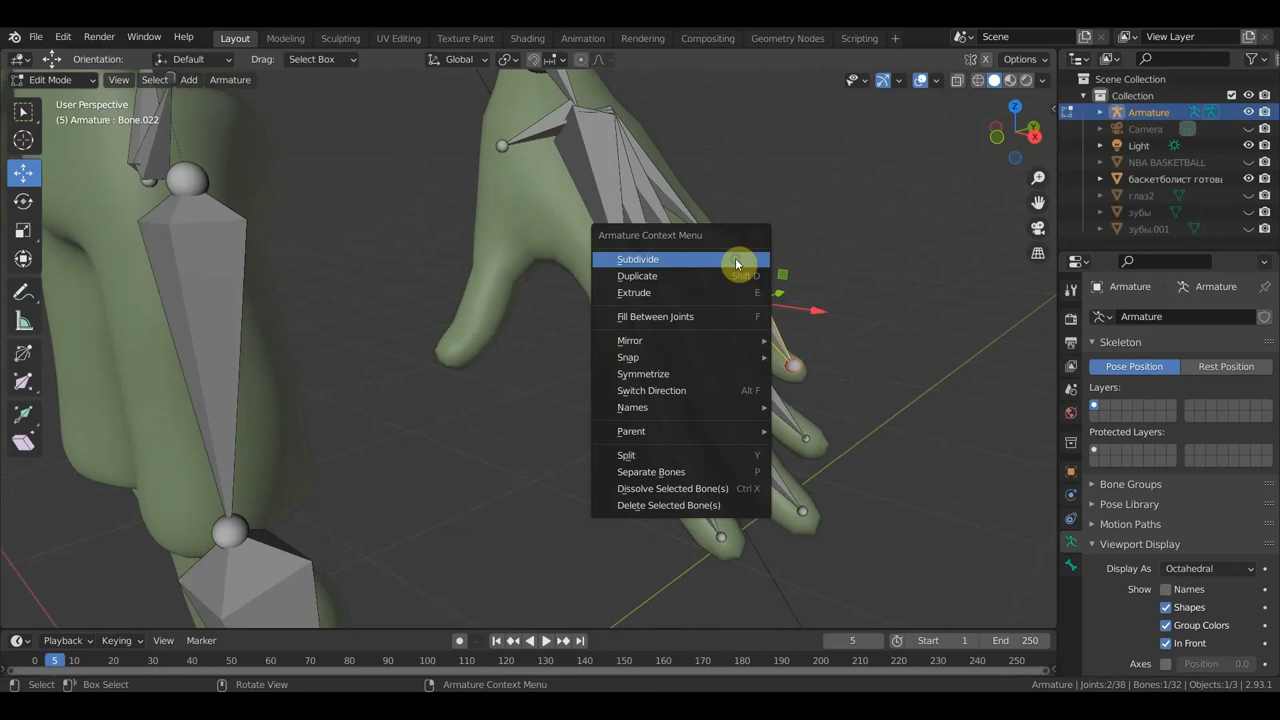 File Edit Render Window Help Layout Modeling Sculpting UV Editing Texture Paint Shading Animation Rendering Compositing Geometry Nodes Scripting + Scene View Layer
Orientation: Default Drag: Select Box Global Options
Edit Mode View Select Add Armature
User Perspective
(5) Armature : Bone.022
X Y Z
Armature Context Menu
Subdivide
Duplicate Shift D
Extrude E
Fill Between Joints F
Mirror
Snap
Symmetrize
Switch Direction Alt F
Names
Parent
Split Y
Separate Bones P
Dissolve Selected Bone(s) Ctrl X
Delete Selected Bone(s)
Scene Collection
Collection
Armature
Camera
Light
NBA BASKETBALL
баскетболист готовь
глаз2
зубы
зубы.001
Armature Armature
Armature
Skeleton
Pose Position Rest Position
Layers:
Protected Layers:
Bone Groups
Pose Library
Motion Paths
Viewport Display
Display As Octahedral
Show Names
Shapes
Group Colors
In Front
Axes Position 0.0
Playback Keying View Marker 5 Start 1 End 250
0 5 10 20 30 40 50 60 70 80 90 100 110 120 130 140 150 160 170 180 190 200 210 220 230 240 250
Select Box Select Rotate View Armature Context Menu Armature | Joints:2/38 | Bones:1/32 | Objects:1/3 | 2.93.1